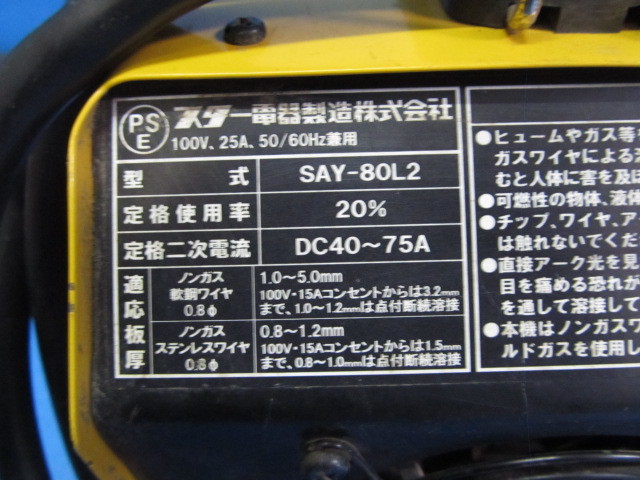 PS
E
スター電器製造株式会社
100V、25A、50/60Hz兼用
型 式 SAY-80L2
定格使用率 20%
定格二次電流 DC40〜75A
適応板厚
ノンガス
軟鋼ワイヤ
0.8φ
1.0〜5.0mm
100V・15Aコンセントからは3.2mm
まで、1.0〜1.2mmは点付断続溶接
ノンガス
ステンレスワイヤ
0.8φ
0.8〜1.2mm
100V・15Aコンセントからは1.5mm
まで、0.8〜1.0mmは点付断続溶接
●ヒュームやガス等
ガスワイヤによる
むと人体に害を及ぼ
●可燃性の物体、液体
●チップ、ワイヤ、ア
は触れないでくだ
●直接アーク光を見
目を痛める恐れが
を通して溶接して
●本機はノンガスワ
ルドガスを使用し